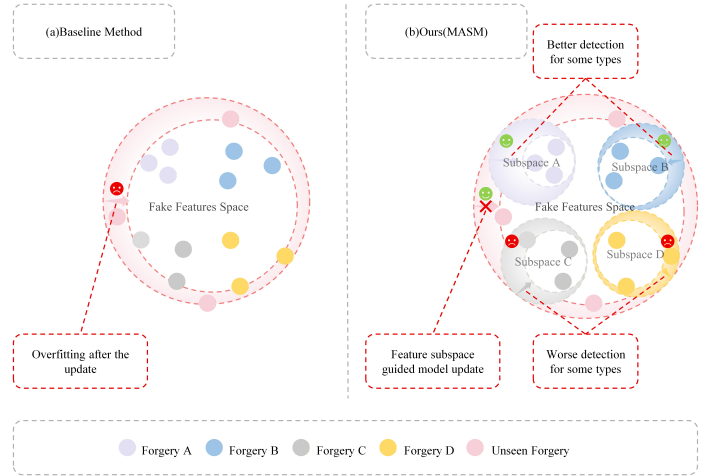 (a)Baseline Method
(b)Ours(MASM)
Better detection
for some types
Fake Features Space
Overfitting after the
update
Subspace A
Subspace B
Fake Features Space
Subspace C
Subspace D
Feature subspace
guided model update
Worse detection
for some types
Forgery A
Forgery B
Forgery C
Forgery D
Unseen Forgery